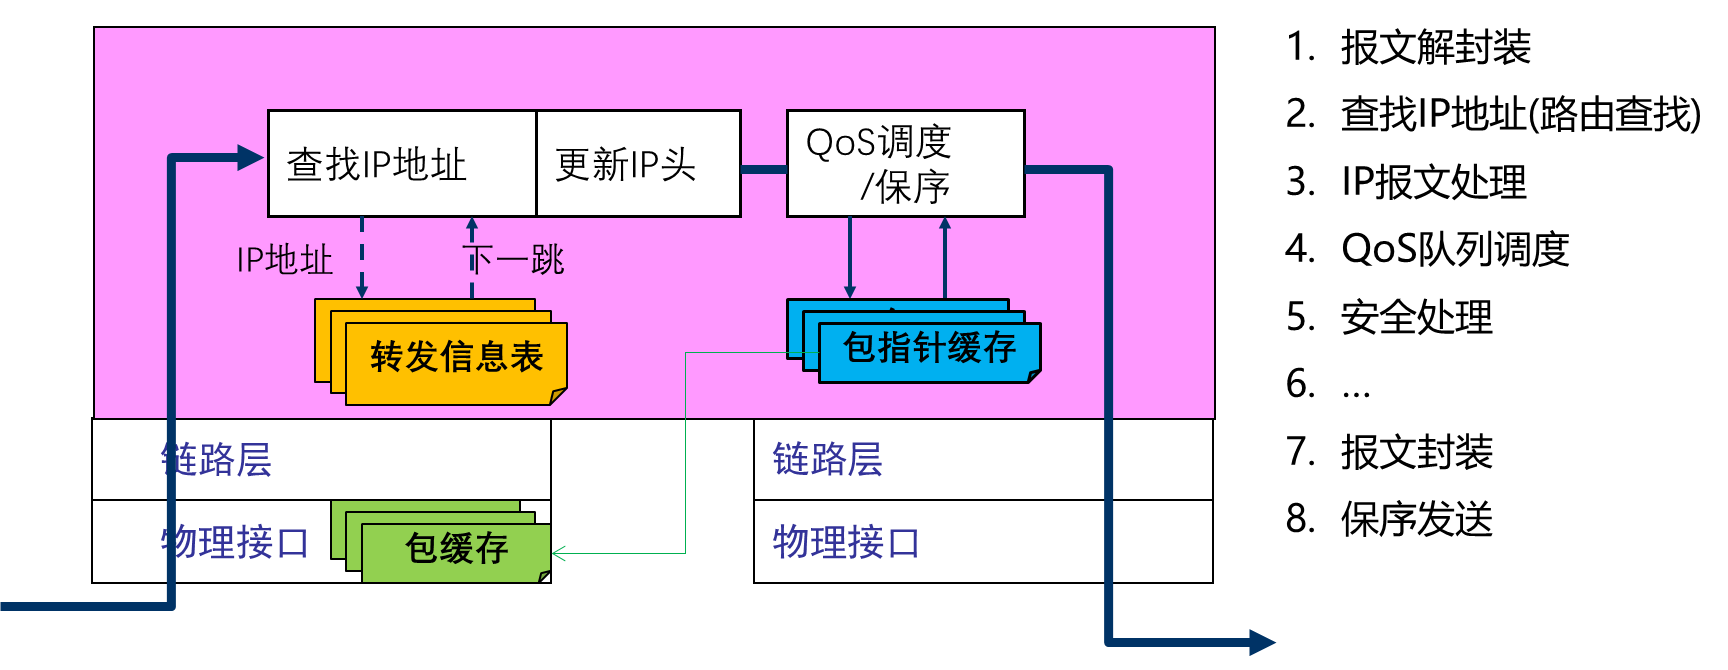 查找IP地址
更新IP头
QoS调度
/保序
IP地址
下一跳
转发信息表
包指针缓存
链路层
物理接口
包缓存
链路层
物理接口
1. 报文解封装
2. 查找IP地址(路由查找)
3. IP报文处理
4. QoS队列调度
5. 安全处理
6. ...
7. 报文封装
8. 保序发送